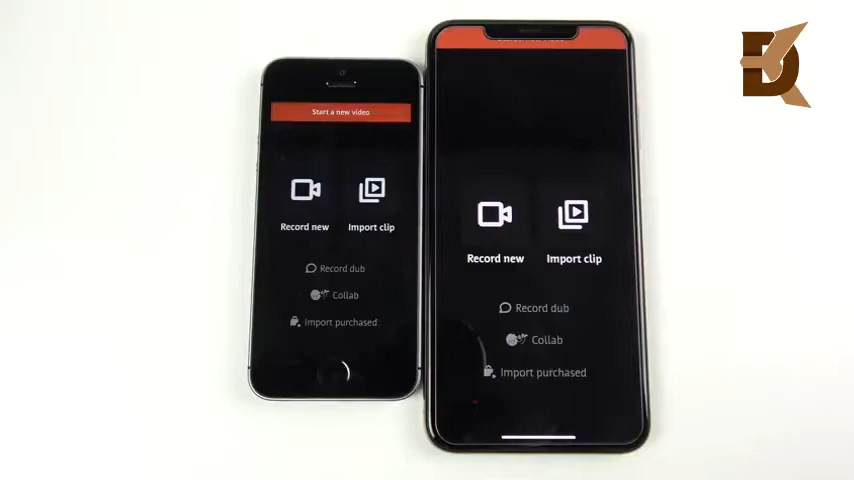 Start a new video
Record new
Import clip
Record dub
Collab
Import purchased
Record new
Import clip
Record dub
Collab
Import purchased